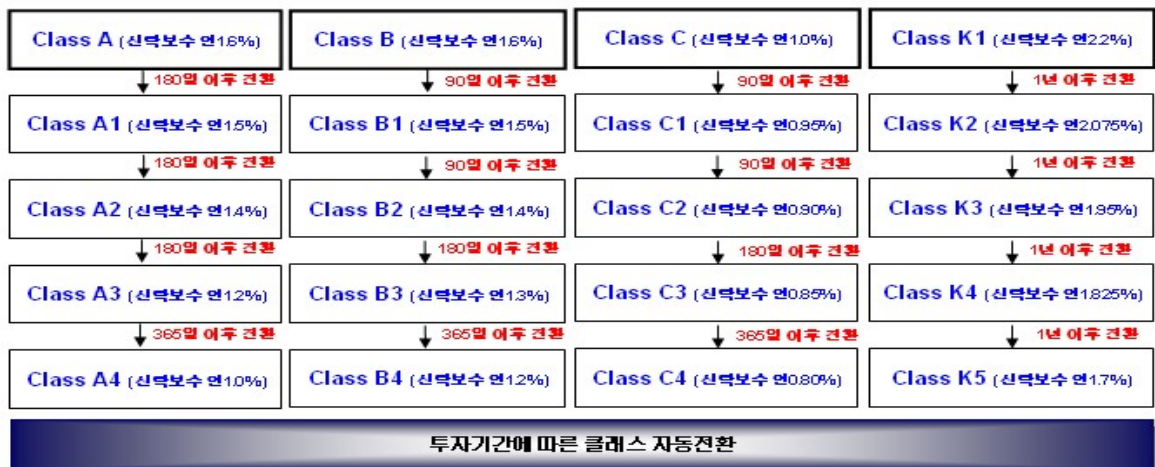 Class A (신탁보수 연1.6%) Class B (신탁보수 연1.6%) Class C (신탁보수 연1.0%) Class K1 (신탁보수 연2.2%)
180일 이후 전환 90일 이후 전환 90일 이후 전환 1년 이후 전환
Class A1 (신탁보수 연1.5%) Class B1 (신탁보수 연1.5%) Class C1 (신탁보수 연0.95%) Class K2 (신탁보수 연2.075%)
180일 이후 전환 90일 이후 전환 90일 이후 전환 1년 이후 전환
Class A2 (신탁보수 연1.4%) Class B2 (신탁보수 연1.4%) Class C2 (신탁보수 연0.90%) Class K3 (신탁보수 연1.95%)
180일 이후 전환 180일 이후 전환 180일 이후 전환 1년 이후 전환
Class A3 (신탁보수 연1.2%) Class B3 (신탁보수 연1.3%) Class C3 (신탁보수 연0.85%) Class K4 (신탁보수 연1.825%)
365일 이후 전환 365일 이후 전환 365일 이후 전환 1년 이후 전환
Class A4 (신탁보수 연1.0%) Class B4 (신탁보수 연1.2%) Class C4 (신탁보수 연0.80%) Class K5 (신탁보수 연1.7%)
투자기간에 따른 클래스 자동전환